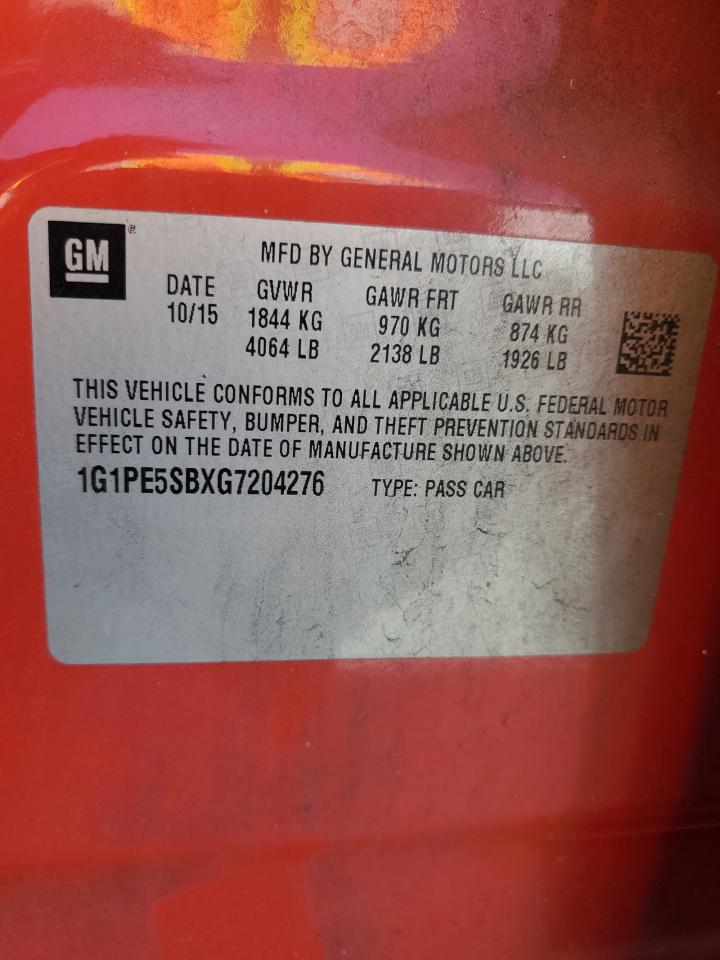 GM®
MFD BY GENERAL MOTORS LLC
DATE GVWR GAWR FRT GAWR RR
10/15 1844 KG 970 KG 874 KG
4064 LB 2138 LB 1926 LB
THIS VEHICLE CONFORMS TO ALL APPLICABLE U.S. FEDERAL MOTOR
VEHICLE SAFETY, BUMPER, AND THEFT PREVENTION STANDARDS IN
EFFECT ON THE DATE OF MANUFACTURE SHOWN ABOVE.
1G1PE5SBXG7204276 TYPE: PASS CAR